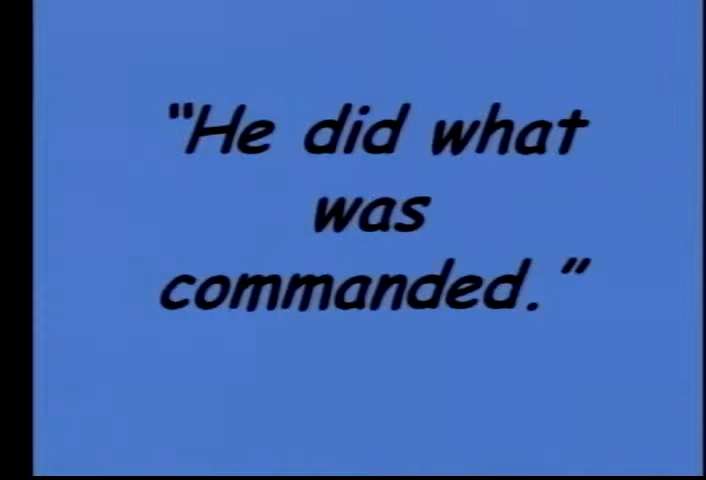 “He did what
was
commanded.”